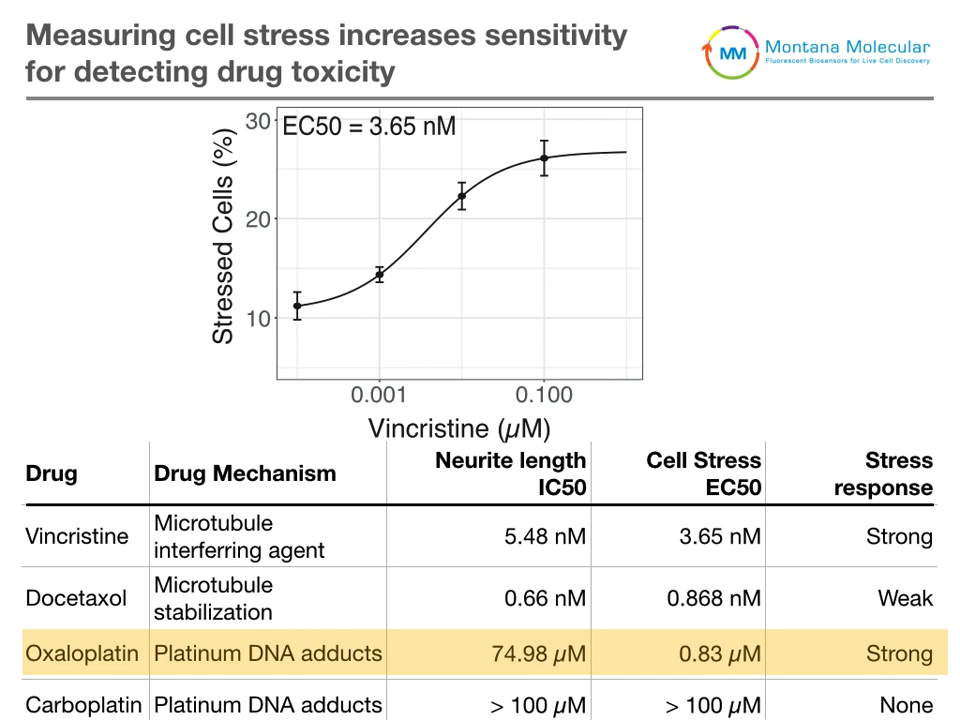 Measuring cell stress increases sensitivity
for detecting drug toxicity
MM
Montana Molecular
Fluorescent Biosensors for Live Cell Discovery
EC50 = 3.65 nM
30
20
10
Stressed Cells (%)
0.001 0.100
Vincristine (µM)
Drug Drug Mechanism Neurite length IC50 Cell Stress EC50 Stress response
Vincristine Microtubule interferring agent 5.48 nM 3.65 nM Strong
Docetaxol Microtubule stabilization 0.66 nM 0.868 nM Weak
Oxaloplatin Platinum DNA adducts 74.98 µM 0.83 µM Strong
Carboplatin Platinum DNA adducts > 100 µM > 100 µM None